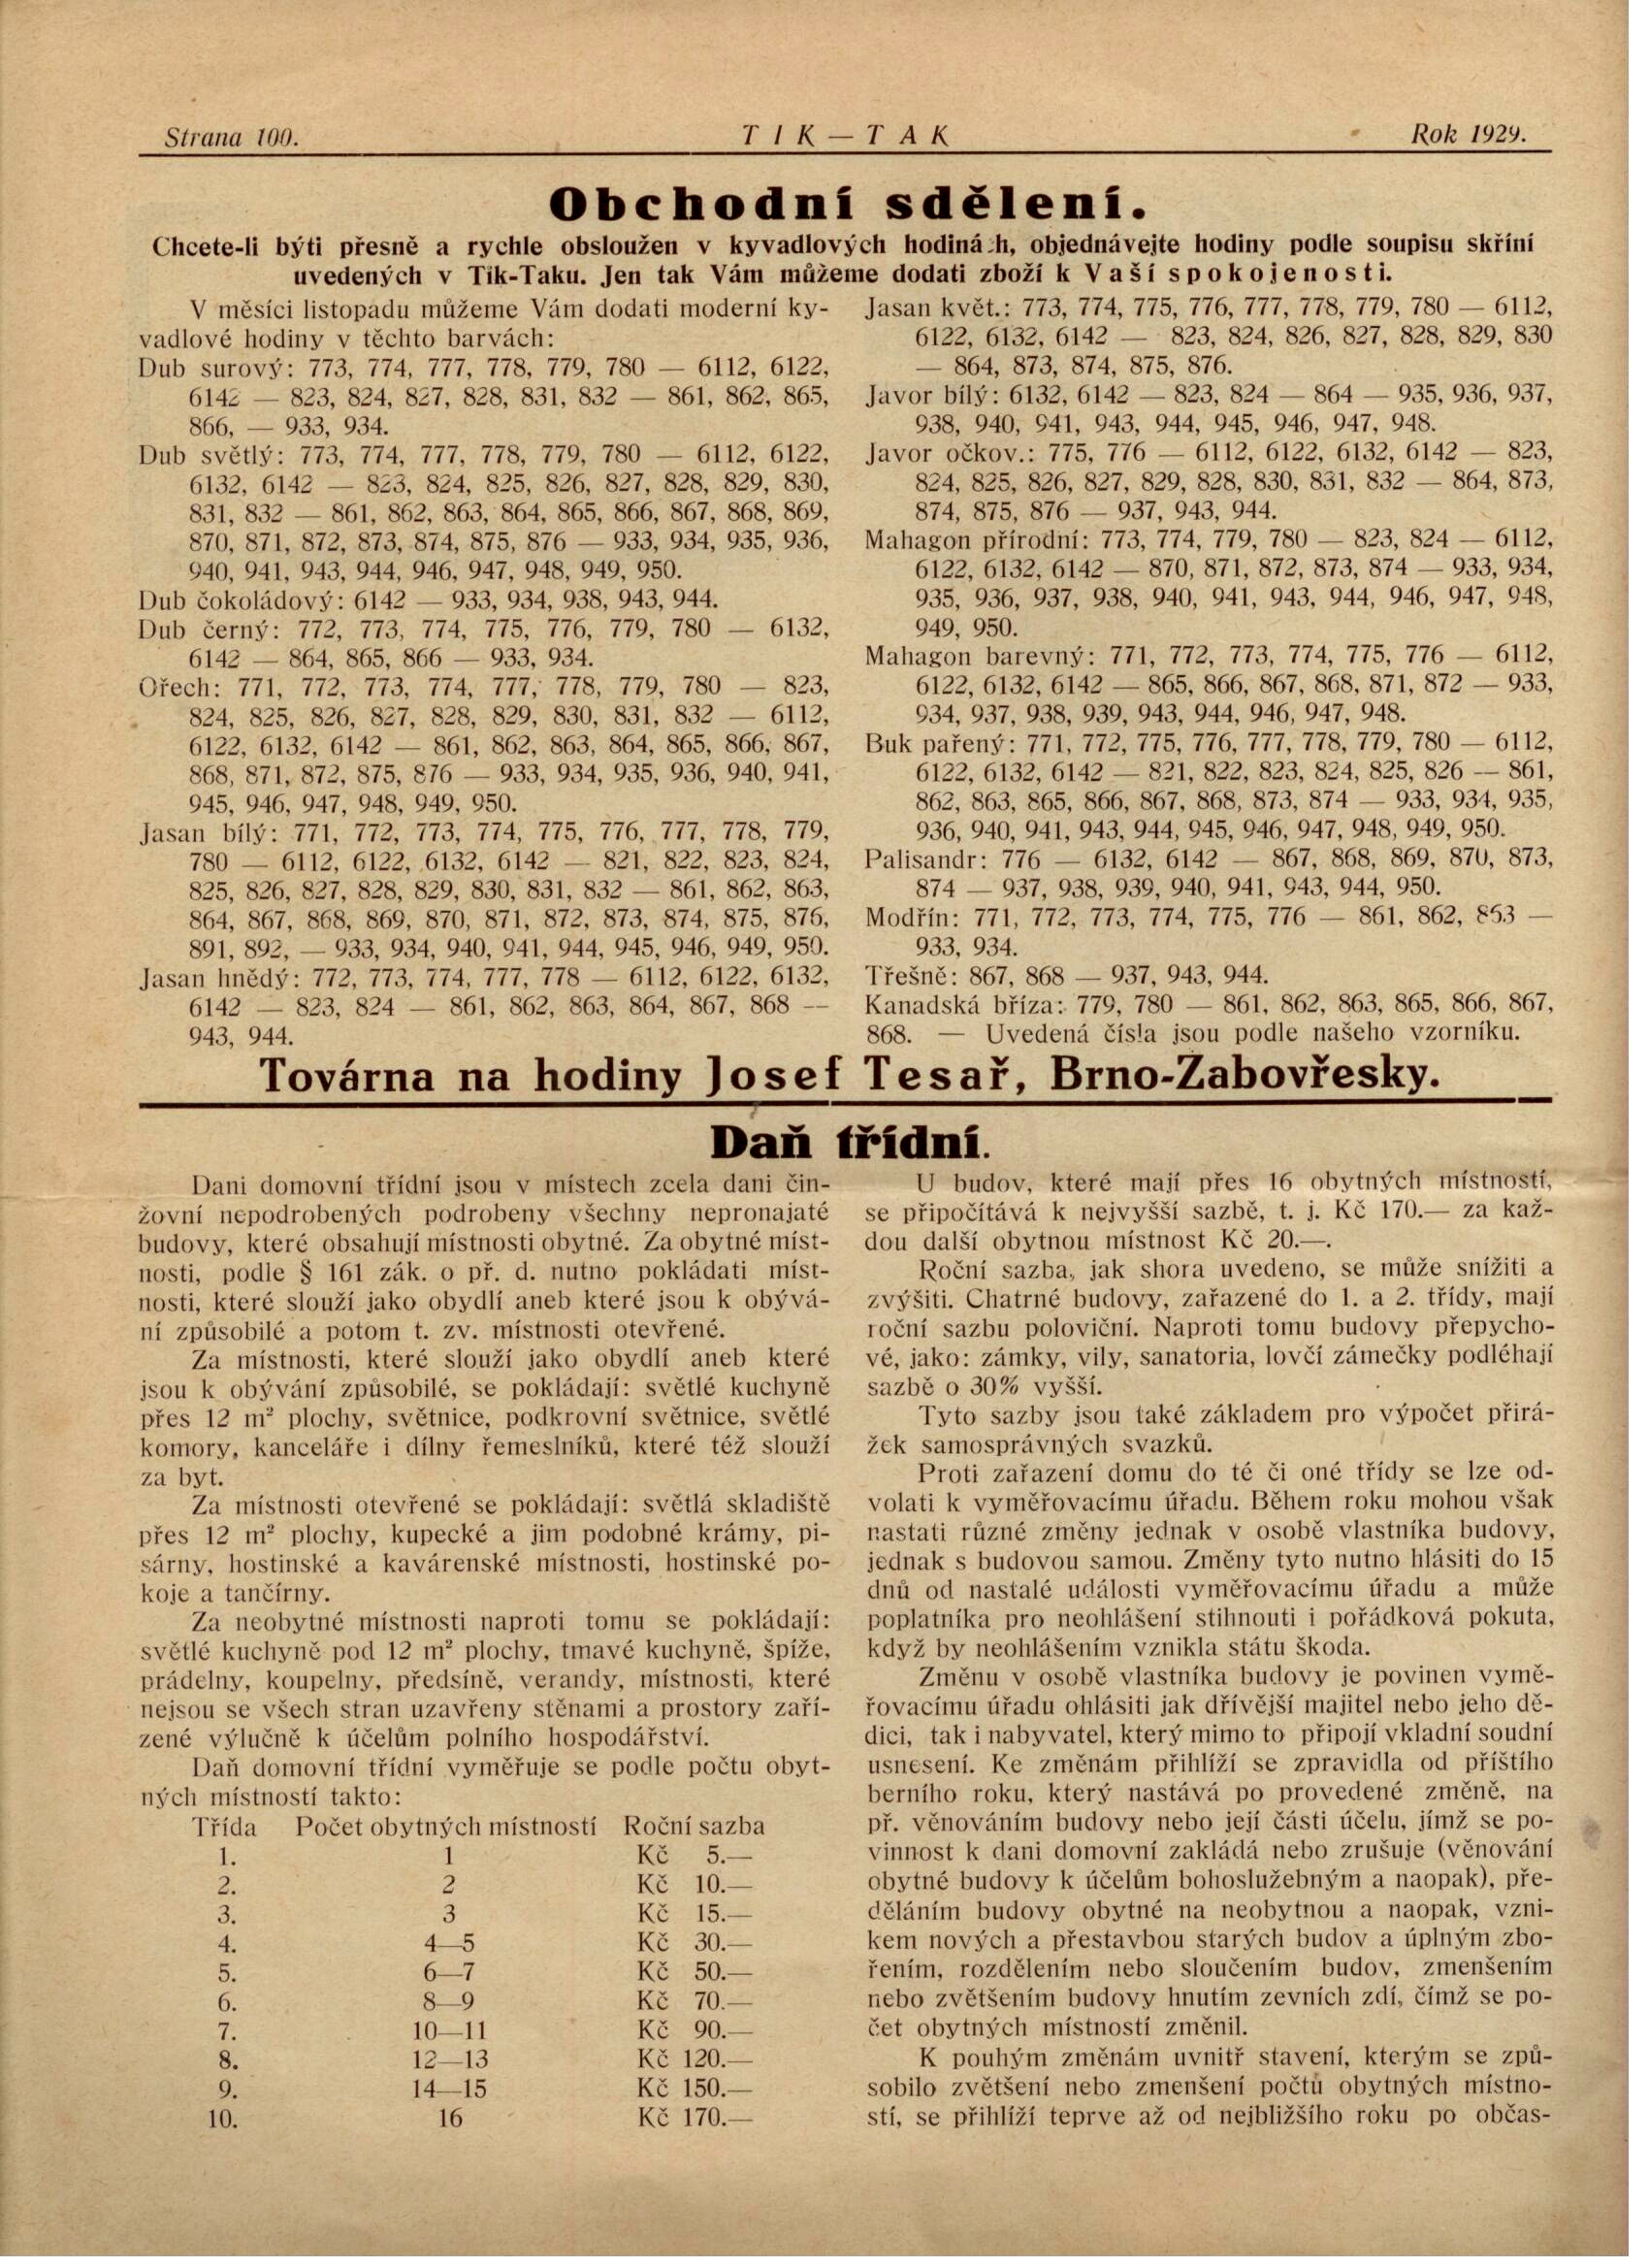 Strana 100.
TIK—TAK
Rok 1929.
Obchodní sdělení.
Chcete-li býti přesně a rychle obsloužen v kyvadlových hodinách, objednávejte hodiny podle soupisu skříní
uvedených v Tik-Taku. Jen tak Vám můžeme dodati zboží k Vaší spokojenosti.
V měsíci listopadu můžeme Vám dodati moderní ky-
vadlové hodiny v těchto barvách:
Dub surový: 773, 774, 777, 778, 779, 780 — 6112, 6122,
6142 — 823, 824, 827, 828, 831, 832 — 861, 862, 865,
866, — 933, 934.
Dub světlý: 773, 774, 777, 778, 779, 780 — 6112, 6122,
6132, 6142 — 823, 824, 825, 826, 827, 828, 829, 830,
831, 832 — 861, 862, 863, 864, 865, 866, 867, 868, 869,
870, 871, 872, 873, 874, 875, 876 — 933, 934, 935, 936,
940, 941, 943, 944, 946, 947, 948, 949, 950.
Dub čokoládový: 6142 — 933, 934, 938, 943, 944.
Dub černý: 772, 773, 774, 775, 776, 779, 780 — 6132,
6142 — 864, 865, 866 — 933, 934.
Ořech: 771, 772, 773, 774, 777, 778, 779, 780 — 823,
824, 825, 826, 827, 828, 829, 830, 831, 832 — 6112,
6122, 6132, 6142 — 861, 862, 863, 864, 865, 866, 867,
868, 871, 872, 875, 876 — 933, 934, 935, 936, 940, 941,
945, 946, 947, 948, 949, 950.
Jasan bílý: 771, 772, 773, 774, 775, 776, 777, 778, 779,
780 — 6112, 6122, 6132, 6142 — 821, 822, 823, 824,
825, 826, 827, 828, 829, 830, 831, 832 — 861, 862, 863,
864, 867, 868, 869, 870, 871, 872, 873, 874, 875, 876,
891, 892, — 933, 934, 940, 941, 944, 945, 946, 949, 950.
Jasan hnědý: 772, 773, 774, 777, 778 — 6112, 6122, 6132,
6142 — 823, 824 — 861, 862, 863, 864, 867, 868 —
943, 944.
Jasan květ.: 773, 774, 775, 776, 777, 778, 779, 780 — 6112,
6122, 6132, 6142 — 823, 824, 826, 827, 828, 829, 830
— 864, 873, 874, 875, 876.
Javor bílý: 6132, 6142 — 823, 824 — 864 — 935, 936, 937,
938, 940, 941, 943, 944, 945, 946, 947, 948.
Javor očkov.: 775, 776 — 6112, 6122, 6132, 6142 — 823,
824, 825, 826, 827, 829, 828, 830, 831, 832 — 864, 873,
874, 875, 876 — 937, 943, 944.
Mahagon přírodní: 773, 774, 779, 780 — 823, 824 — 6112,
6122, 6132, 6142 — 870, 871, 872, 873, 874 — 933, 934,
935, 936, 937, 938, 940, 941, 943, 944, 946, 947, 948,
949, 950.
Mahagon barevný: 771, 772, 773, 774, 775, 776 — 6112,
6122, 6132, 6142 — 865, 866, 867, 868, 871, 872 — 933,
934, 937, 938, 939, 943, 944, 946, 947, 948.
Buk pařený: 771, 772, 775, 776, 777, 778, 779, 780 — 6112,
6122, 6132, 6142 — 821, 822, 823, 824, 825, 826 — 861,
862, 863, 865, 866, 867, 868, 873, 874 — 933, 934, 935,
936, 940, 941, 943, 944, 945, 946, 947, 948, 949, 950.
Palisandr: 776 — 6132, 6142 — 867, 868, 869, 870, 873,
874 — 937, 938, 939, 940, 941, 943, 944, 950.
Modřín: 771, 772, 773, 774, 775, 776 — 861, 862, 863 —
933, 934.
Třešně: 867, 868 — 937, 943, 944.
Kanadská bříza: 779, 780 — 861, 862, 863, 865, 866, 867,
868. — Uvedená čísla jsou podle našeho vzorníku.
Továrna na hodiny Josef Tesař, Brno-Zabovřesky.
Daň třídní.
Dani domovní třídní jsou v místech zcela dani čin-
žovní nepodrobených podrobeny všechny nepronajaté
budovy, které obsahují místnosti obytné. Za obytné míst-
nosti, podle § 161 zák. o př. d. nutno pokládati míst-
nosti, které slouží jako obydlí aneb které jsou k obývá-
ní způsobilé a potom t. zv. místnosti otevřené.
Za místnosti, které slouží jako obydlí aneb které
jsou k obývání způsobilé, se pokládají: světlé kuchyně
přes 12 m² plochy, světnice, podkrovní světnice, světlé
komory, kanceláře i dílny řemeslníků, které též slouží
za byt.
Za místnosti otevřené se pokládají: světlá skladiště
přes 12 m² plochy, kupecké a jim podobné krámy, pi-
sárny, hostinské a kavárenské místnosti, hostinské po-
koje a tančírny.
Za neobytné místnosti naproti tomu se pokládají:
světlé kuchyně pod 12 m² plochy, tmavé kuchyně, špíže,
prádelny, koupelny, předsíně, verandy, místnosti, které
nejsou se všech stran uzavřeny stěnami a prostory zaří-
zené výlučně k účelům polního hospodářství.
Daň domovní třídní vyměřuje se podle počtu obyt-
ných místností takto:
Třída Počet obytných místností Roční sazba
1. 1 Kč 5.—
2. 2 Kč 10.—
3. 3 Kč 15.—
4. 4—5 Kč 30.—
5. 6—7 Kč 50.—
6. 8—9 Kč 70.—
7. 10—11 Kč 90.—
8. 12—13 Kč 120.—
9. 14—15 Kč 150.—
10. 16 Kč 170.—
U budov, které mají přes 16 obytných místností,
se připočítává k nejvyšší sazbě, t. j. Kč 170.— za kaž-
dou další obytnou místnost Kč 20.—.
Roční sazba, jak shora uvedeno, se může snížiti a
zvýšiti. Chatrné budovy, zařazené do 1. a 2. třídy, mají
roční sazbu poloviční. Naproti tomu budovy přepycho-
vé, jako: zámky, vily, sanatoria, lovčí zámečky podléhají
sazbě o 30% vyšší.
Tyto sazby jsou také základem pro výpočet přirá-
žek samosprávných svazků.
Proti zařazení domu do té či oné třídy se lze od-
volati k vyměřovacímu úřadu. Během roku mohou však
nastati různé změny jednak v osobě vlastníka budovy,
jednak s budovou samou. Změny tyto nutno hlásiti do 15
dnů od nastalé události vyměřovacímu úřadu a může
poplatníka pro neohlášení stihnouti i pořádková pokuta,
když by neohlášením vznikla státu škoda.
Změnu v osobě vlastníka budovy je povinen vymě-
řovacímu úřadu ohlásiti jak dřívější majitel nebo jeho dě-
dici, tak i nabyvatel, který mimo to připojí vkladní soudní
usnesení. Ke změnám přihlíží se zpravidla od příštího
berního roku, který nastává po provedené změně, na
př. věnováním budovy nebo její části účelu, jímž se po-
vinnost k dani domovní zakládá nebo zrušuje (věnování
obytné budovy k účelům bohoslužebným a naopak), pře-
děláním budovy obytné na neobytnou a naopak, vzni-
kem nových a přestavbou starých budov a úplným zbo-
řením, rozdělením nebo sloučením budov, zmenšením
nebo zvětšením budovy hnutím zevních zdí, čímž se po-
čet obytných místností změnil.
K pouhým změnám uvnitř stavení, kterým se způ-
sobilo zvětšení nebo zmenšení počtů obytných místno-
stí, se přihlíží teprve až od nejbližšího roku po občas-